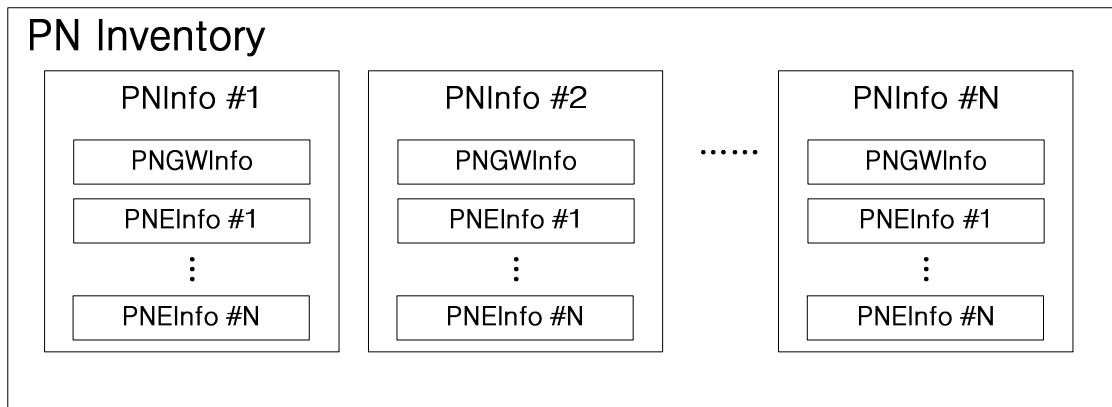 PN Inventory
PNInfo #1
PNGWInfo
PNEInfo #1
⋮
PNEInfo #N
PNInfo #2
PNGWInfo
PNEInfo #1
⋮
PNEInfo #N
……
PNInfo #N
PNGWInfo
PNEInfo #1
⋮
PNEInfo #N